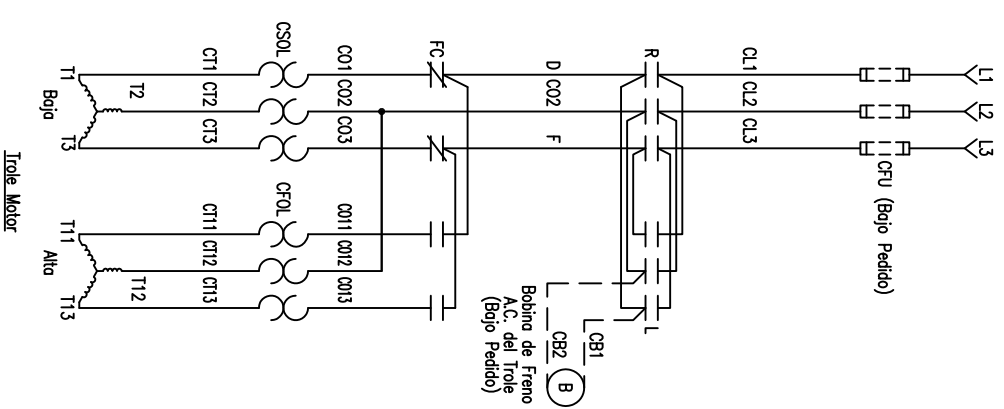 L1
L2
L3
CFU (Bajo Pedido)
CL1
CL2
CL3
R
L
CB1
CB2
B
Bobina de Freno
A.C. del Trole
(Bajo Pedido)
D
CO2
F
FC
CO1
CO2
CO3
CO11
CO12
CO13
CSOL
CFOL
CT1
CT2
CT3
CT11
CT12
CT13
T1
T2
T3
Baja
T11
T12
T13
Alta
Trole Motor